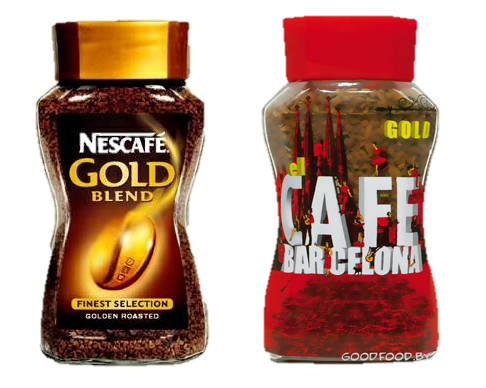 NESCAFÉ.
GOLD
BLEND
FINEST SELECTION
GOLDEN ROASTED
GOLD
el
CAFE
BARCELONA
GOODFOOD.BY